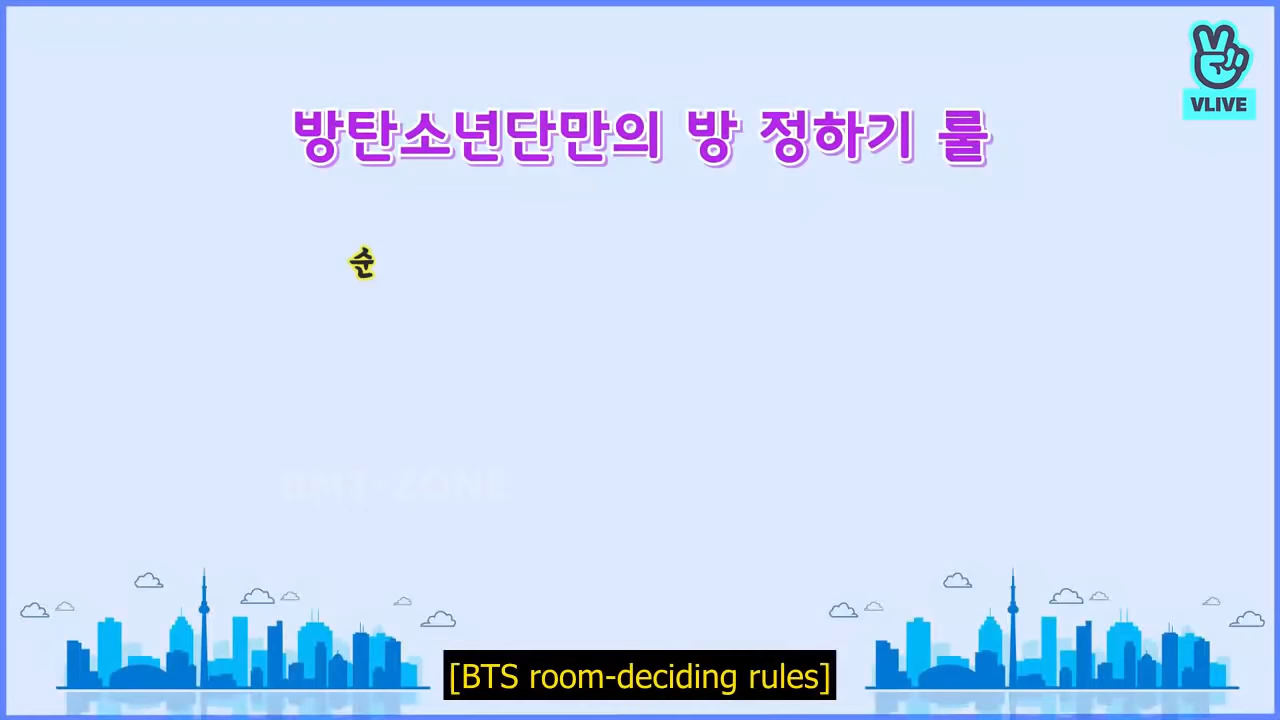 VLIVE
방탄소년단만의 방 정하기 룰
순
[BTS room-deciding rules]